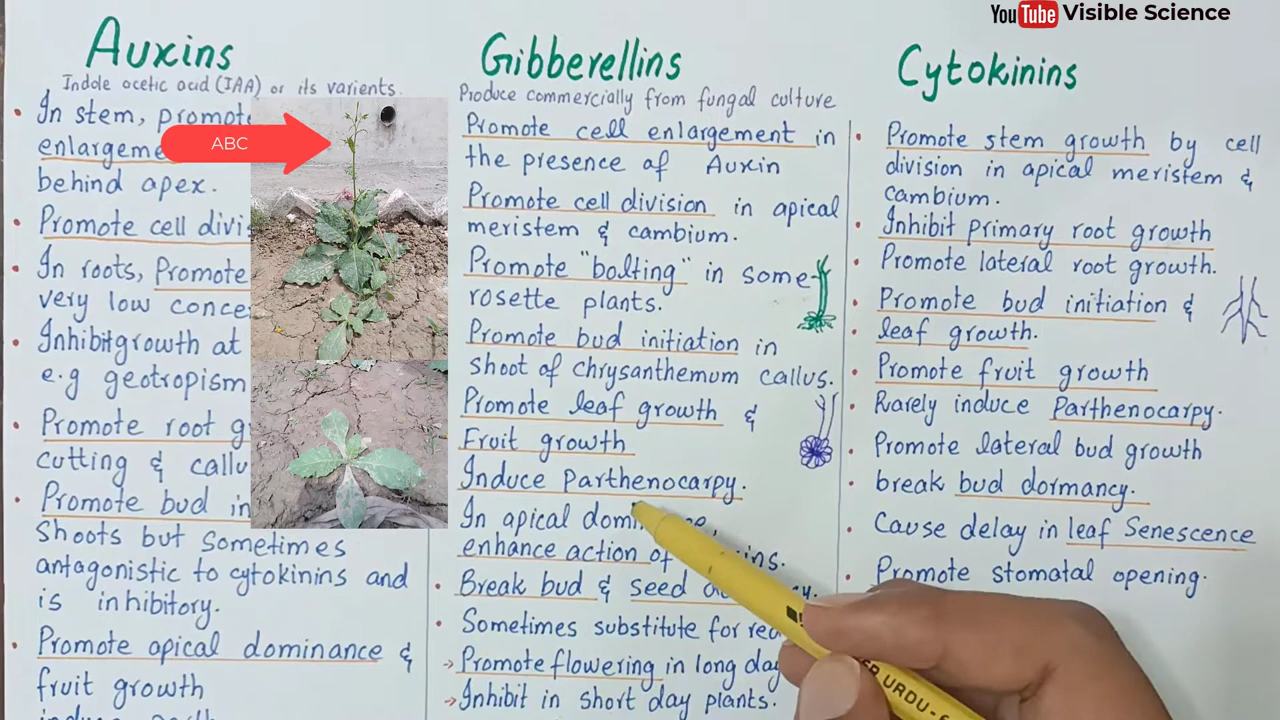 YouTube Visible Science
Auxins
Indole acetic acid (IAA) or its varients.
• In stem, promote
enlargeme
behind apex.
• Promote cell divi
• In roots, Promote
very low conce
• Inhibit growth at
e.g geotropism
• Promote root g
cutting & callu
• Promote bud in
Shoots but sometimes
antagonistic to cytokinins and
is inhibitory.
• Promote apical dominance &
fruit growth
ABC
Gibberellins
Produce commercially from fungal culture
Promote cell enlargement in
the presence of Auxin
Promote cell division in apical
meristem & cambium.
Promote "bolting" in some
rosette plants.
Promote bud initiation in
shoot of chrysanthemum callus.
Promote leaf growth &
Fruit growth
Induce Parthenocarpy.
In apical
enhance action of
• Break bud & seed
• Sometimes substitute for
→ Promote flowering in long day
→ Inhibit in short day plants.
Cytokinins
• Promote stem growth by cell
division in apical meristem &
cambium.
• Inhibit primary root growth
• Promote lateral root growth.
• Promote bud initiation &
• leaf growth.
• Promote fruit growth
• Rarely induce Parthenocarpy.
• Promote lateral bud growth
• break bud dormancy.
• Cause delay in leaf Senescence
• Promote stomatal opening.
URDU